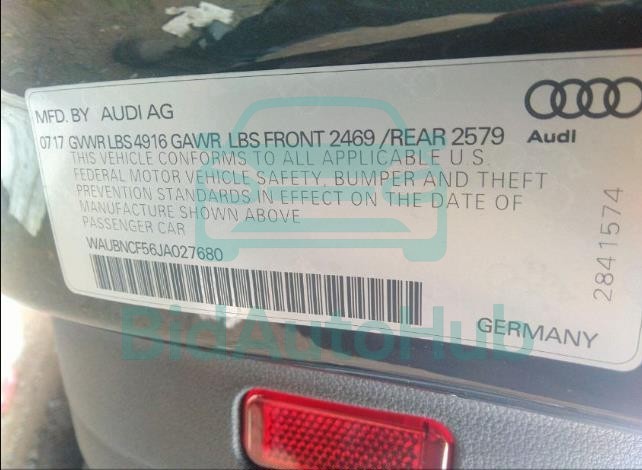 MFD. BY AUDI AG
0717 GVWR LBS 4916 GAWR LBS FRONT 2469 /REAR 2579
Audi
THIS VEHICLE CONFORMS TO ALL APPLICABLE U.S.
FEDERAL MOTOR VEHICLE SAFETY, BUMPER AND THEFT
PREVENTION STANDARDS IN EFFECT ON THE DATE OF
MANUFACTURE SHOWN ABOVE
PASSENGER CAR
WAUBNCF56JA027680
2841574
GERMANY
BidAutoHub